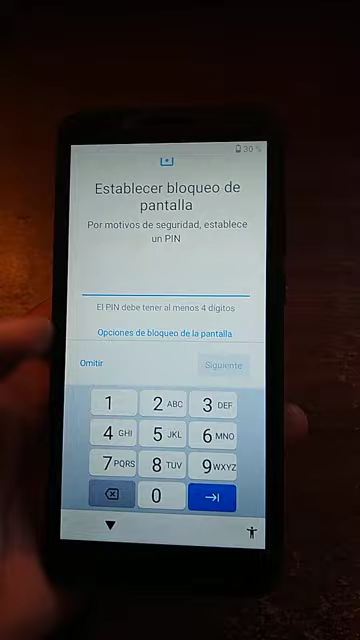 30 %
Establecer bloqueo de
pantalla
Por motivos de seguridad, establece
un PIN
El PIN debe tener al menos 4 dígitos
Opciones de bloqueo de la pantalla
Omitir
Siguiente
1 2 ABC 3 DEF
4 GHI 5 JKL 6 MNO
7 PQRS 8 TUV 9 WXYZ
0